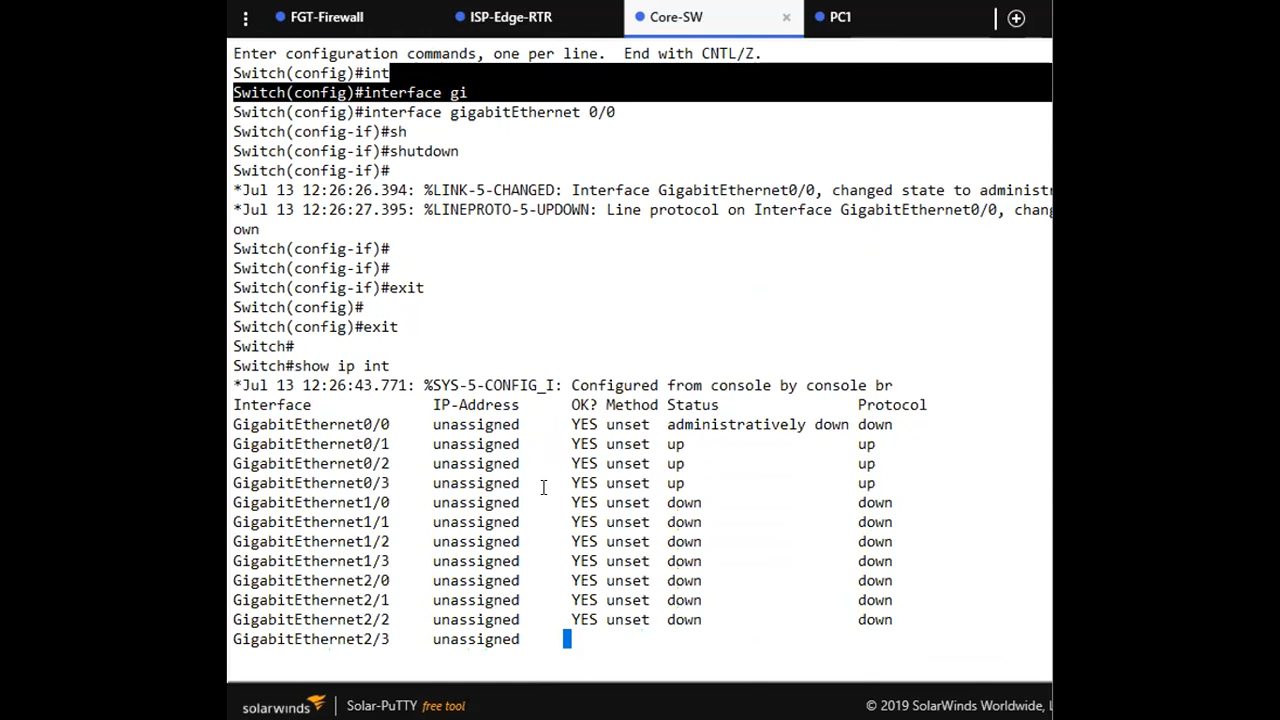 FGT-Firewall ISP-Edge-RTR Core-SW × PC1
Enter configuration commands, one per line. End with CNTL/Z.
Switch(config)#int
Switch(config)#interface gi
Switch(config)#interface gigabitEthernet 0/0
Switch(config-if)#sh
Switch(config-if)#shutdown
Switch(config-if)#
*Jul 13 12:26:26.394: %LINK-5-CHANGED: Interface GigabitEthernet0/0, changed state to administr
*Jul 13 12:26:27.395: %LINEPROTO-5-UPDOWN: Line protocol on Interface GigabitEthernet0/0, chang
own
Switch(config-if)#
Switch(config-if)#
Switch(config-if)#exit
Switch(config)#
Switch(config)#exit
Switch#
Switch#show ip int
*Jul 13 12:26:43.771: %SYS-5-CONFIG_I: Configured from console by console br
Interface IP-Address OK? Method Status Protocol
GigabitEthernet0/0 unassigned YES unset administratively down down
GigabitEthernet0/1 unassigned YES unset up up
GigabitEthernet0/2 unassigned YES unset up up
GigabitEthernet0/3 unassigned YES unset up up
GigabitEthernet1/0 unassigned YES unset down down
GigabitEthernet1/1 unassigned YES unset down down
GigabitEthernet1/2 unassigned YES unset down down
GigabitEthernet1/3 unassigned YES unset down down
GigabitEthernet2/0 unassigned YES unset down down
GigabitEthernet2/1 unassigned YES unset down down
GigabitEthernet2/2 unassigned YES unset down down
GigabitEthernet2/3 unassigned
solarwinds Solar-PuTTY free tool © 2019 SolarWinds Worldwide, L